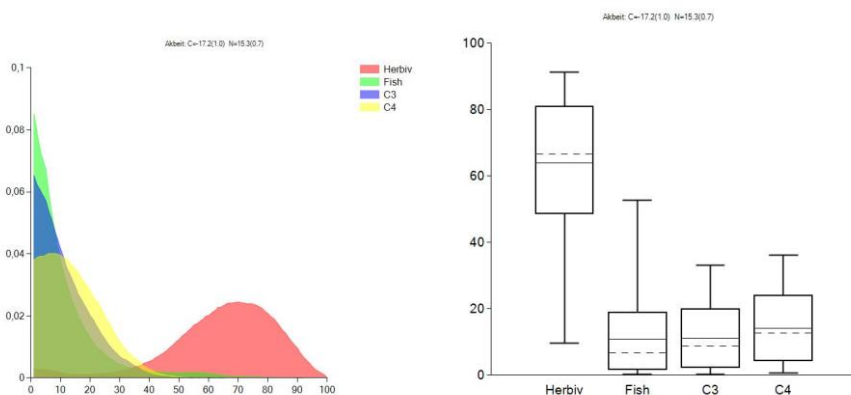 Akbeit: C=-17.2(1.0) N=15.3(0.7)
0,1
0,08
0,06
0,04
0,02
0
0 10 20 30 40 50 60 70 80 90 100
Herbiv
Fish
C3
C4
Akbeit: C=-17.2(1.0) N=15.3(0.7)
100
80
60
40
20
0
Herbiv Fish C3 C4